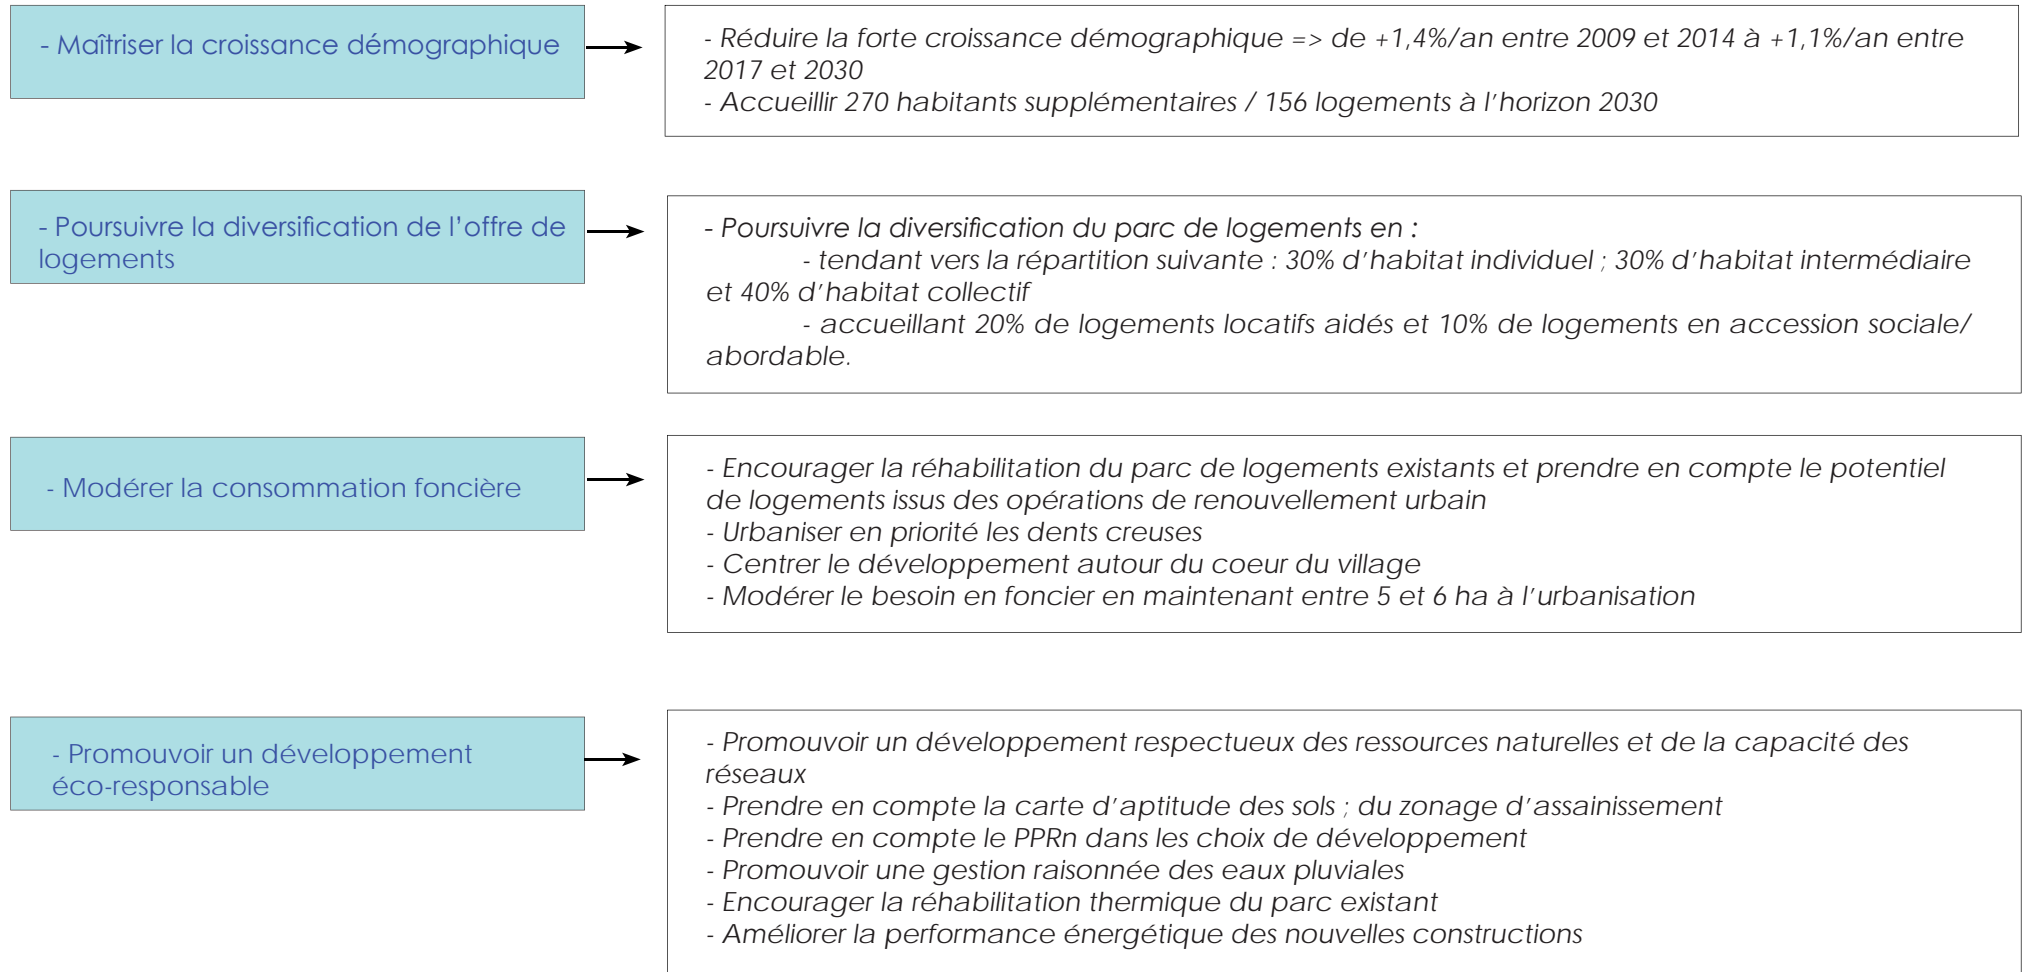 - Maîtriser la croissance démographique
- Réduire la forte croissance démographique => de +1,4%/an entre 2009 et 2014 à +1,1%/an entre
2017 et 2030
- Accueillir 270 habitants supplémentaires / 156 logements à l'horizon 2030
- Poursuivre la diversification de l'offre de
logements
- Poursuivre la diversification du parc de logements en :
- tendant vers la répartition suivante : 30% d'habitat individuel ; 30% d'habitat intermédiaire
et 40% d'habitat collectif
- accueillant 20% de logements locatifs aidés et 10% de logements en accession sociale/
abordable.
- Modérer la consommation foncière
- Encourager la réhabilitation du parc de logements existants et prendre en compte le potentiel
de logements issus des opérations de renouvellement urbain
- Urbaniser en priorité les dents creuses
- Centrer le développement autour du coeur du village
- Modérer le besoin en foncier en maintenant entre 5 et 6 ha à l'urbanisation
- Promouvoir un développement
éco-responsable
- Promouvoir un développement respectueux des ressources naturelles et de la capacité des
réseaux
- Prendre en compte la carte d'aptitude des sols ; du zonage d'assainissement
- Prendre en compte le PPRn dans les choix de développement
- Promouvoir une gestion raisonnée des eaux pluviales
- Encourager la réhabilitation thermique du parc existant
- Améliorer la performance énergétique des nouvelles constructions